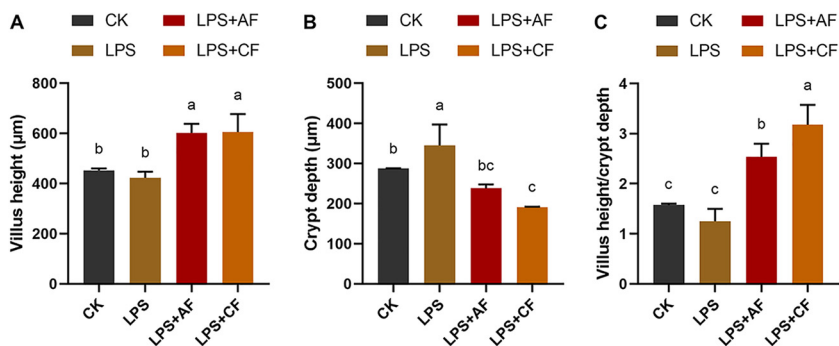 A
CK
LPS+AF
LPS
LPS+CF
Villus height (μm)
800
600
400
200
0
b
b
a
a
CK
LPS
LPS+AF
LPS+CF
B
CK
LPS+AF
LPS
LPS+CF
Crypt depth (μm)
500
400
300
200
100
0
b
a
bc
c
CK
LPS
LPS+AF
LPS+CF
C
CK
LPS+AF
LPS
LPS+CF
Villus height/crypt depth
4
3
2
1
0
c
c
b
a
CK
LPS
LPS+AF
LPS+CF